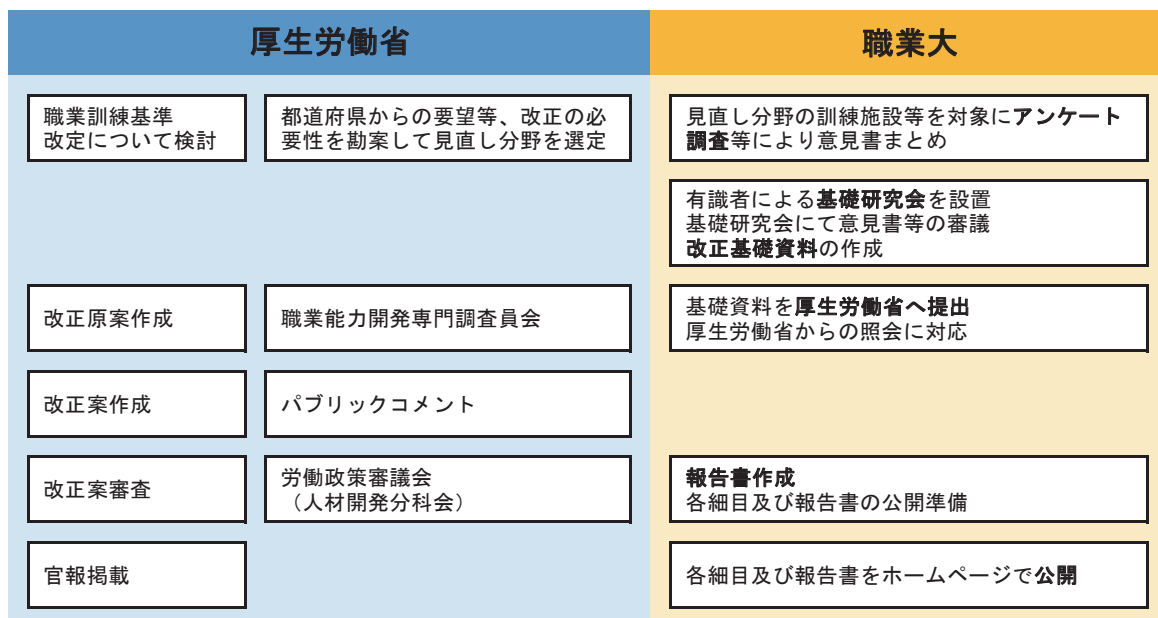 厚生労働省
職業大
職業訓練基準
改定について検討
都道府県からの要望等、改正の必
要性を勘案して見直し分野を選定
見直し分野の訓練施設等を対象にアンケート
調査等により意見書まとめ
有識者による基礎研究会を設置
基礎研究会にて意見書等の審議
改正基礎資料の作成
改正原案作成
職業能力開発専門調査員会
基礎資料を厚生労働省へ提出
厚生労働省からの照会に対応
改正案作成
パブリックコメント
改正案審査
労働政策審議会
（人材開発分科会）
報告書作成
各細目及び報告書の公開準備
官報掲載
各細目及び報告書をホームページで公開